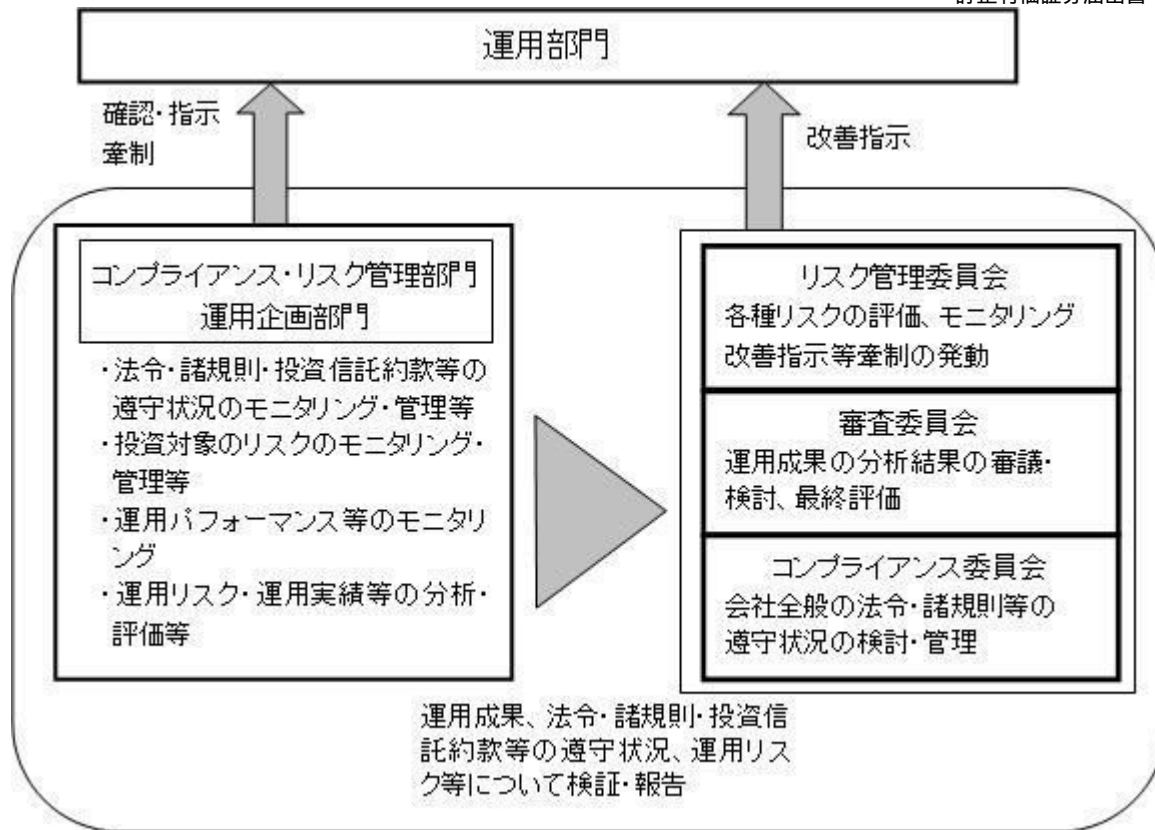 運用部門
確認・指示
牽制
改善指示
コンプライアンス・リスク管理部門
運用企画部門
・法令・諸規則・投資信託約款等の
遵守状況のモニタリング・管理等
・投資対象のリスクのモニタリング・
管理等
・運用パフォーマンス等のモニタリ
ング
・運用リスク・運用実績等の分析・
評価等
リスク管理委員会
各種リスクの評価、モニタリング
改善指示等牽制の発動
審査委員会
運用成果の分析結果の審議・
検討、最終評価
コンプライアンス委員会
会社全般の法令・諸規則等の
遵守状況の検討・管理
運用成果、法令・諸規則・投資信
託約款等の遵守状況、運用リス
ク等について検証・報告